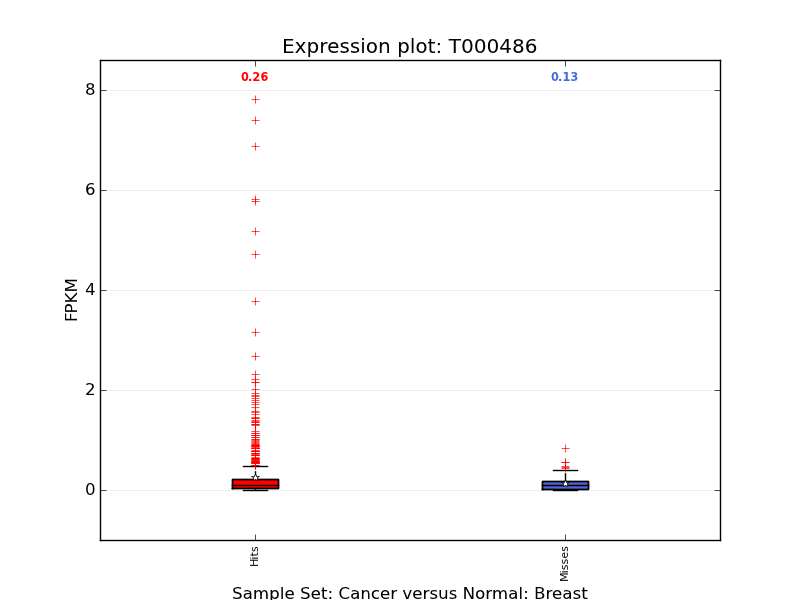 Expression plot: T000486
0.26
0.13
8
6
4
2
0
FPKM
Hits
Misses
Sample Set: Cancer versus Normal: Breast